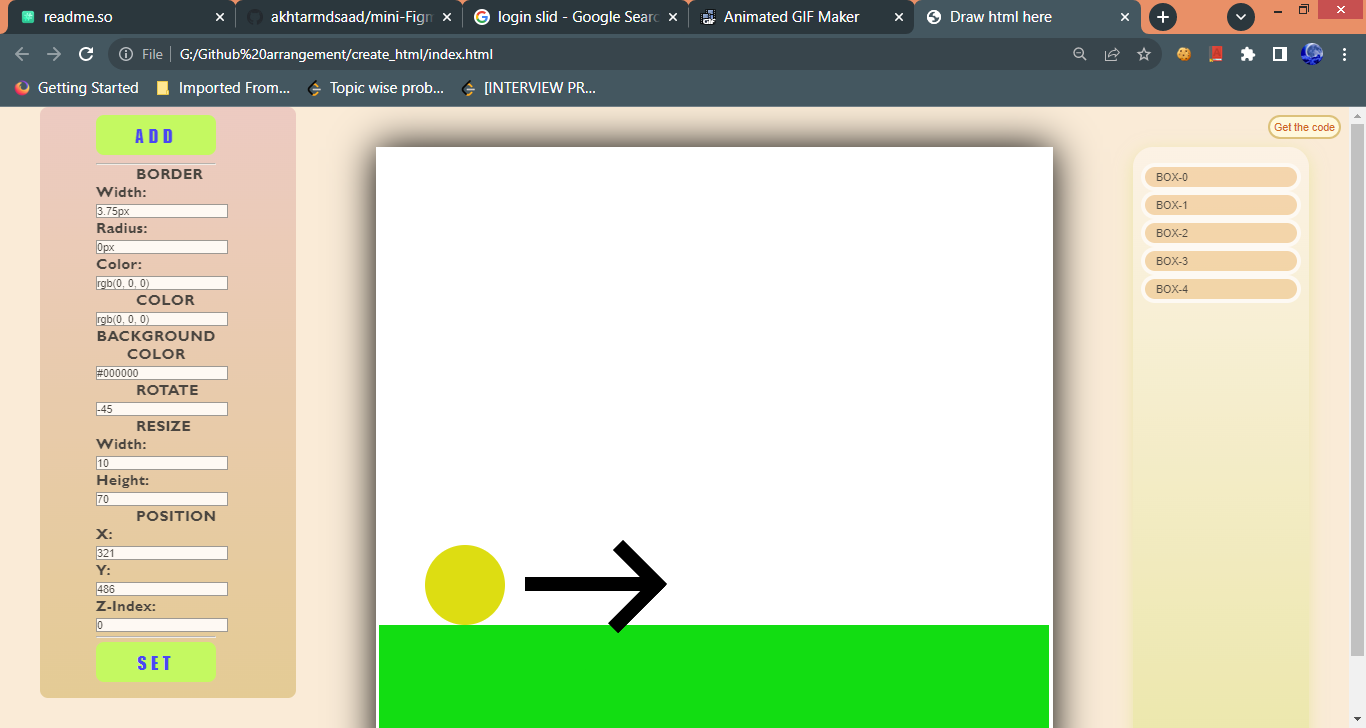 readme.so
akhtarmdsaad/mini-Figm
login slid - Google Searc
Animated GIF Maker
Draw html here
File
G:/Github%20arrangement/create_html/index.html
Getting Started
Imported From...
Topic wise prob...
[INTERVIEW PR...
ADD
BORDER
Width:
3.75px
Radius:
0px
Color:
rgb(0, 0, 0)
COLOR
rgb(0, 0, 0)
BACKGROUND
COLOR
#000000
ROTATE
-45
RESIZE
Width:
10
Height:
70
POSITION
X:
321
Y:
486
Z-Index:
0
SET
Get the code
BOX-0
BOX-1
BOX-2
BOX-3
BOX-4